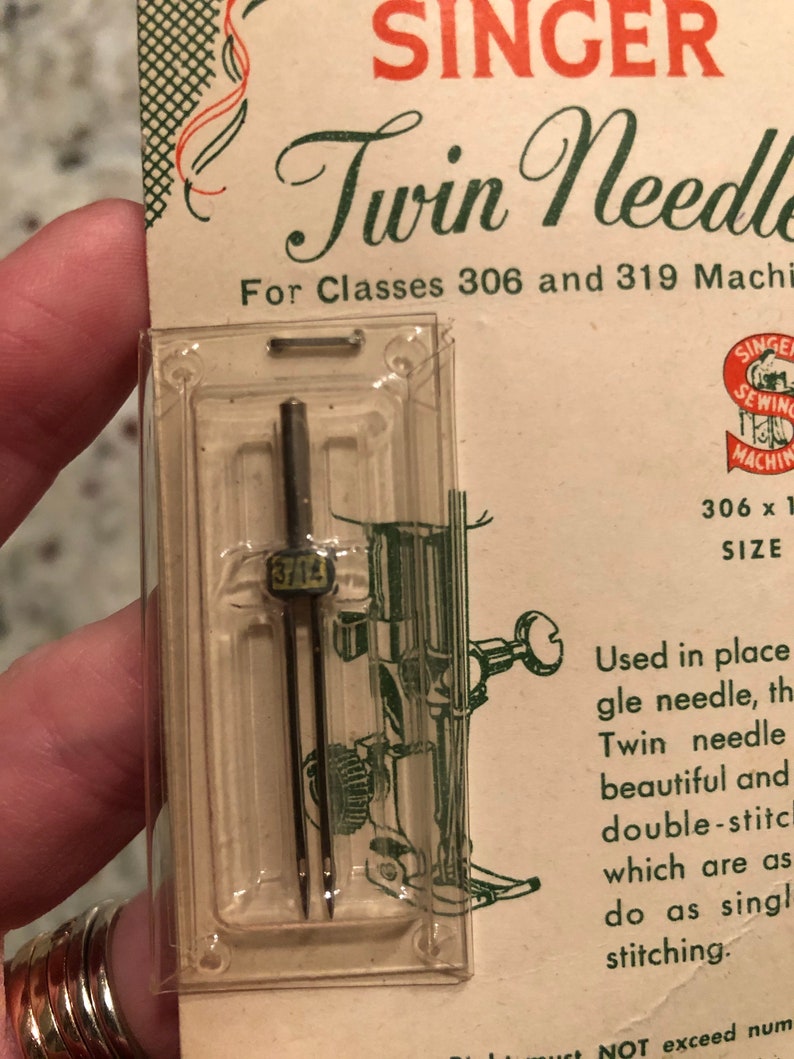 SINGER
Twin Needle
For Classes 306 and 319 Machi
SINGER
SEWING
MACHIN
306 x 1
SIZE
3/14
Used in place
gle needle, th
Twin needle
beautiful and
double-stitch
which are as
do as singl
stitching.
must NOT exceed num